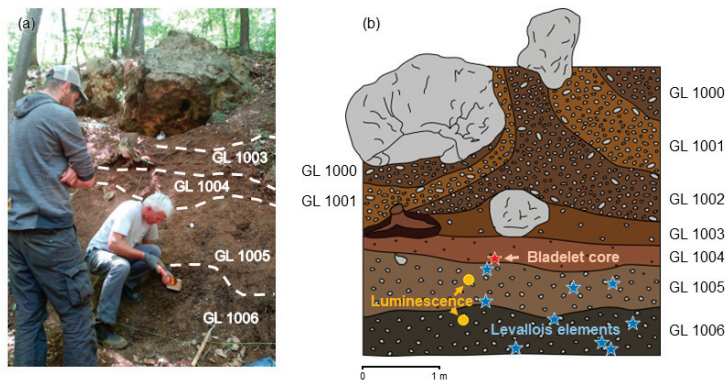 (a)
GL 1003
GL 1004
GL 1005
GL 1006
(b)
GL 1000
GL 1001
GL 1000
GL 1001
GL 1002
GL 1003
GL 1004
Bladelet core
GL 1005
Luminescence
Levallois elements
GL 1006
0
1 m